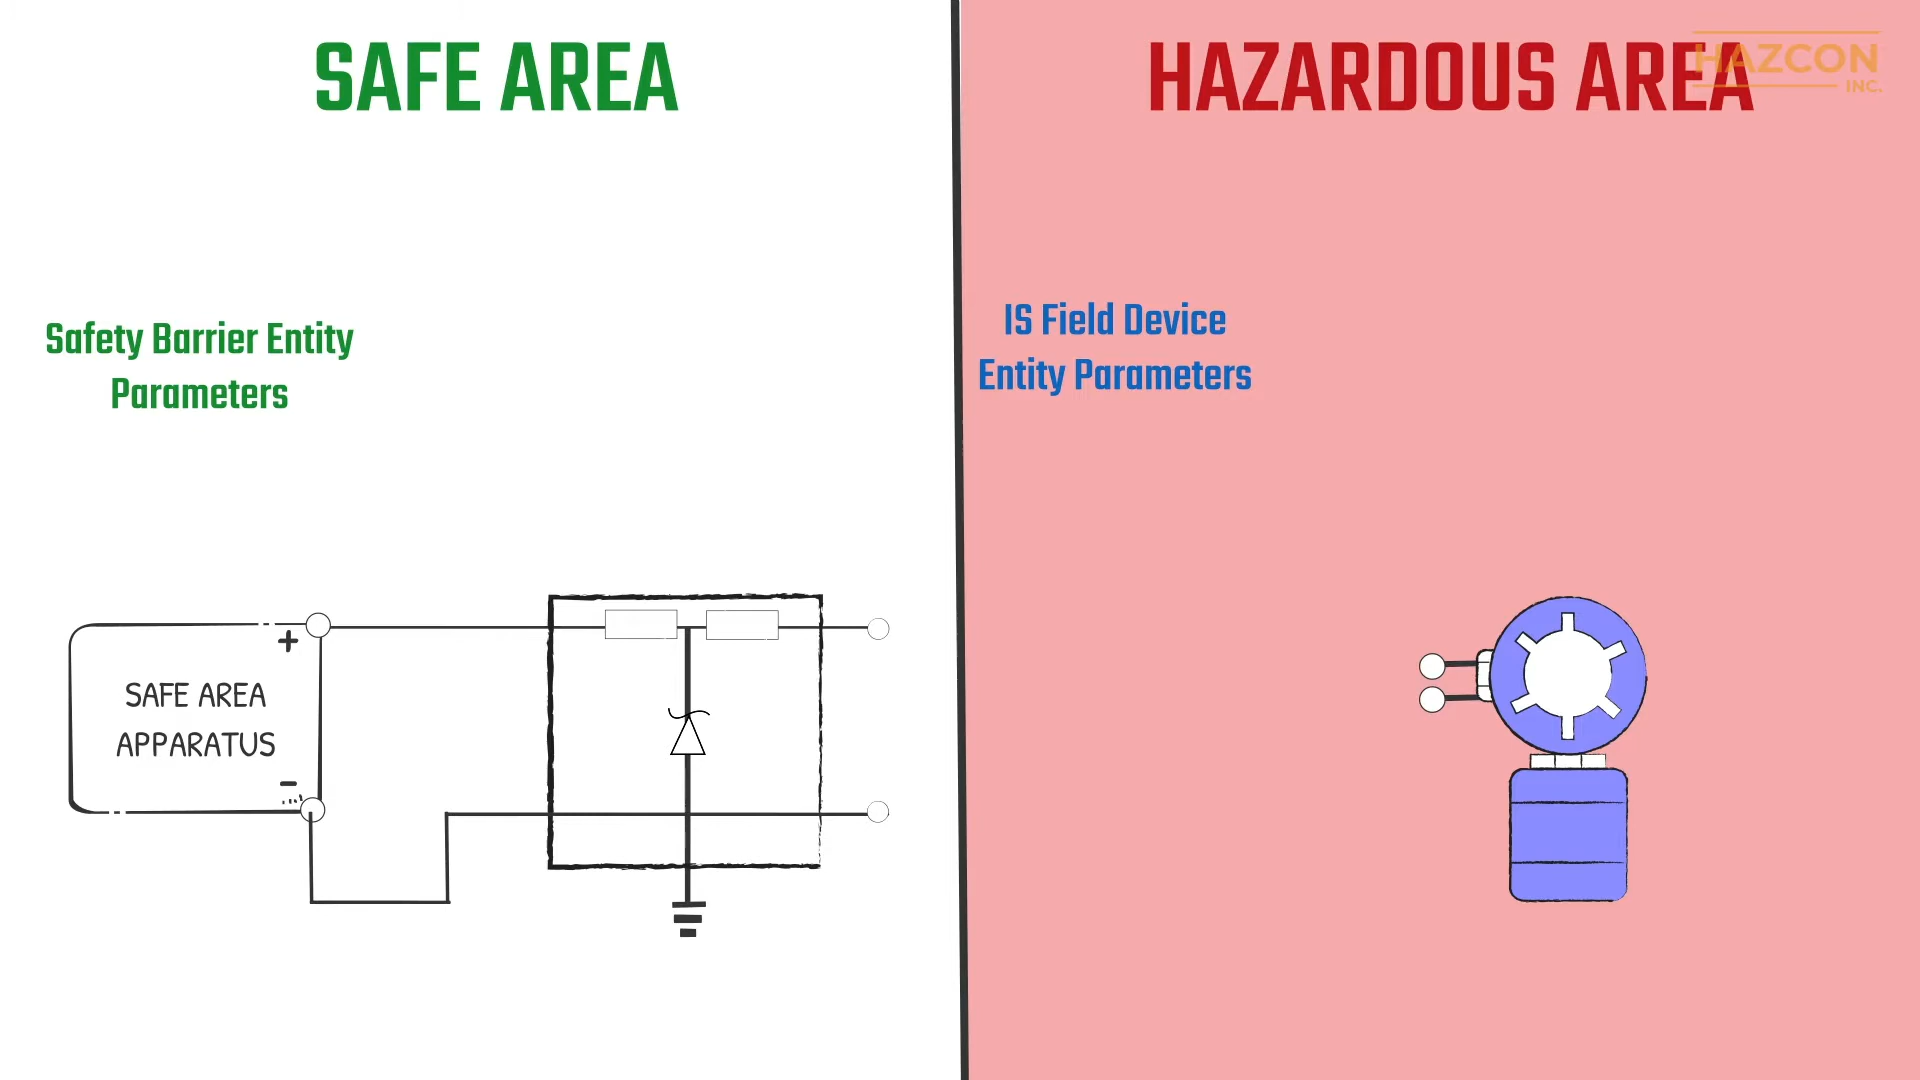 SAFE AREA
HAZARDOUS AREA
HAZCON
INC.
Safety Barrier Entity
Parameters
IS Field Device
Entity Parameters
+
SAFE AREA
APPARATUS
-